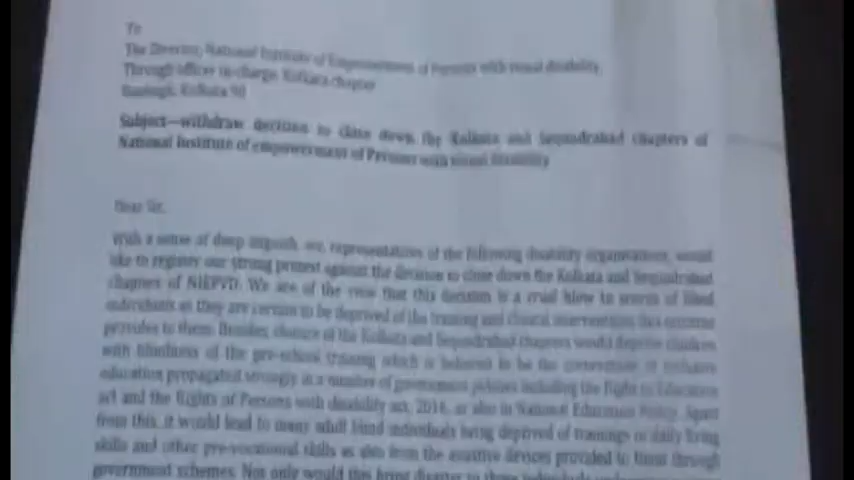 To
The Director, National Institute of Empowerment of Persons with visual disability,
Through officer in-charge, Kolkata chapter
Kolkata 90
Subject—withdraw decision to close down the Kolkata and Sequndrabad chapters of
National Institute of empowerment of Persons with visual disability
Dear Sir,
With a sense of deep anguish, we, representatives of the following disability organisations, would
like to register our strong protest against the decision to close down the Kolkata and Sequndrabad
chapters of NIEPVD. We are of the view that this decision is a cruel blow to scores of blind
individuals as they are certain to be deprived of the training and clinical intervention this
provides to them. Besides, closure of the Kolkata and Sequndrabad chapters would deprive children
with blindness of the pre-school training which is believed to be the cornerstone of inclusive
education propagated strongly in a number of government policies including the Right to Education
act and the Rights of Persons with disability act, 2016, as also in National Education Policy. Apart
from this, it would lead to many adult blind individuals being deprived of trainings or daily living
skills and other pre-vocational skills as also from the assistive devices provided to them through
government schemes. Not only would this bring disaster to these individuals